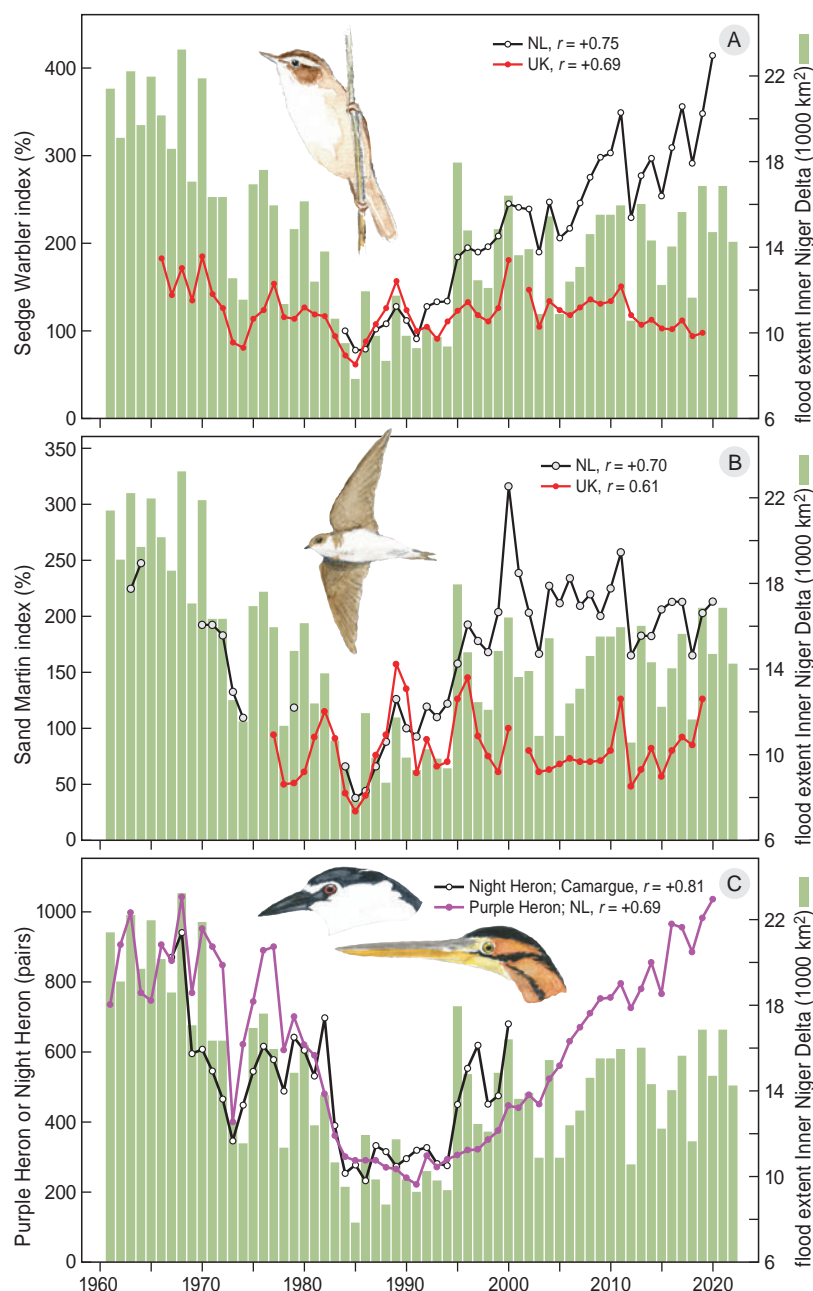 A
NL, r = +0.75
UK, r = +0.69
Sedge Warbler index (%)
400
300
200
100
0
flood extent Inner Niger Delta (1000 km²)
22
18
14
10
6
B
NL, r = +0.70
UK, r = 0.61
Sand Martin index (%)
350
300
250
200
150
100
50
0
flood extent Inner Niger Delta (1000 km²)
22
18
14
10
6
C
Night Heron; Camargue, r = +0.81
Purple Heron; NL, r = +0.69
Purple Heron or Night Heron (pairs)
1000
800
600
400
200
0
flood extent Inner Niger Delta (1000 km²)
22
18
14
10
6
1960 1970 1980 1990 2000 2010 2020